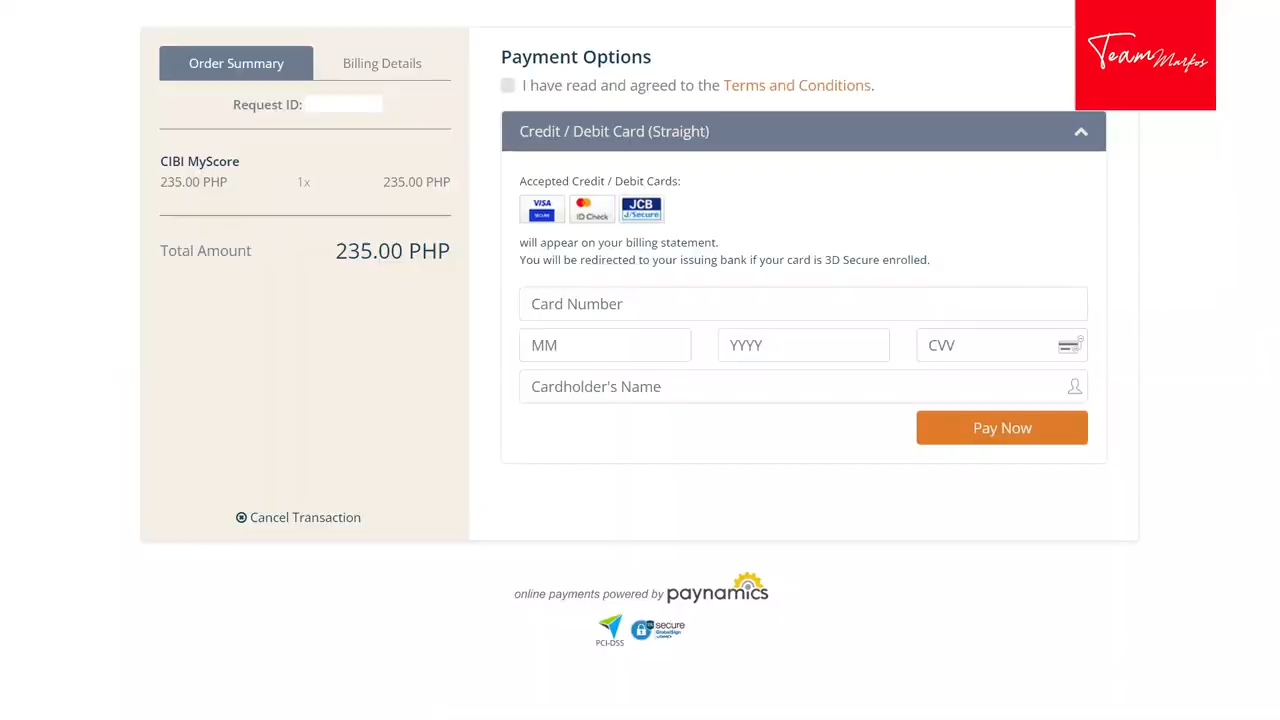 Team Markos
Order Summary
Billing Details
Request ID:
CIBI MyScore
235.00 PHP 1x 235.00 PHP
Total Amount 235.00 PHP
Cancel Transaction
Payment Options
I have read and agreed to the Terms and Conditions.
Credit / Debit Card (Straight)
Accepted Credit / Debit Cards:
VISA
SECURE
ID Check
JCB
J/Secure
will appear on your billing statement.
You will be redirected to your issuing bank if your card is 3D Secure enrolled.
Card Number
MM
YYYY
CVV
Cardholder's Name
Pay Now
online payments powered by paynamics
PCI-DSS
secure
GlobalSign